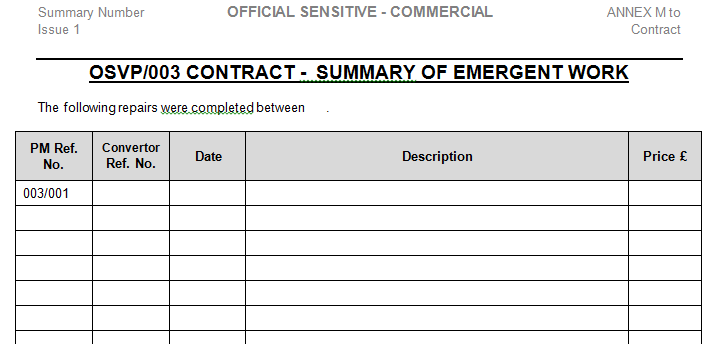 Summary Number OFFICIAL SENSITIVE - COMMERCIAL ANNEX M to
Issue 1 Contract
OSVP/003 CONTRACT - SUMMARY OF EMERGENT WORK
The following repairs were completed between .
PM Ref. No. Convertor Ref. No. Date Description Price £
003/001